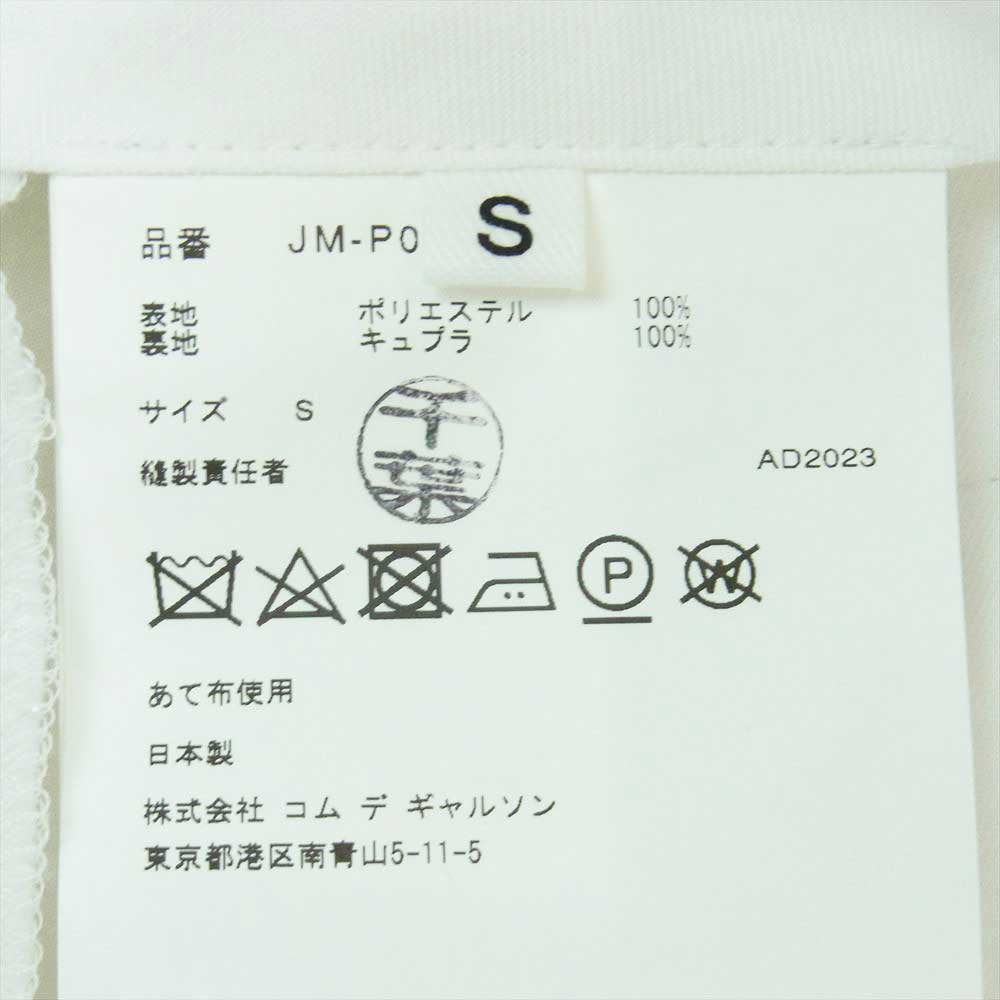 S
品番 JM-P0
表地 ポリエステル 100%
裏地 キュプラ 100%
サイズ S
千葉
縫製責任者
AD2023
P
W
あて布使用
日本製
株式会社 コム デ ギャルソン
東京都港区南青山5-11-5